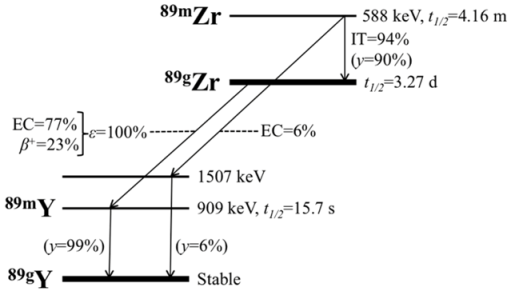 89mZr 588 keV, t1/2=4.16 m
IT=94%
(y=90%)
89gZr t1/2=3.27 d
EC=77%
β+=23%
ε=100%
EC=6%
1507 keV
89mY 909 keV, t1/2=15.7 s
(y=99%) (y=6%)
89gY Stable